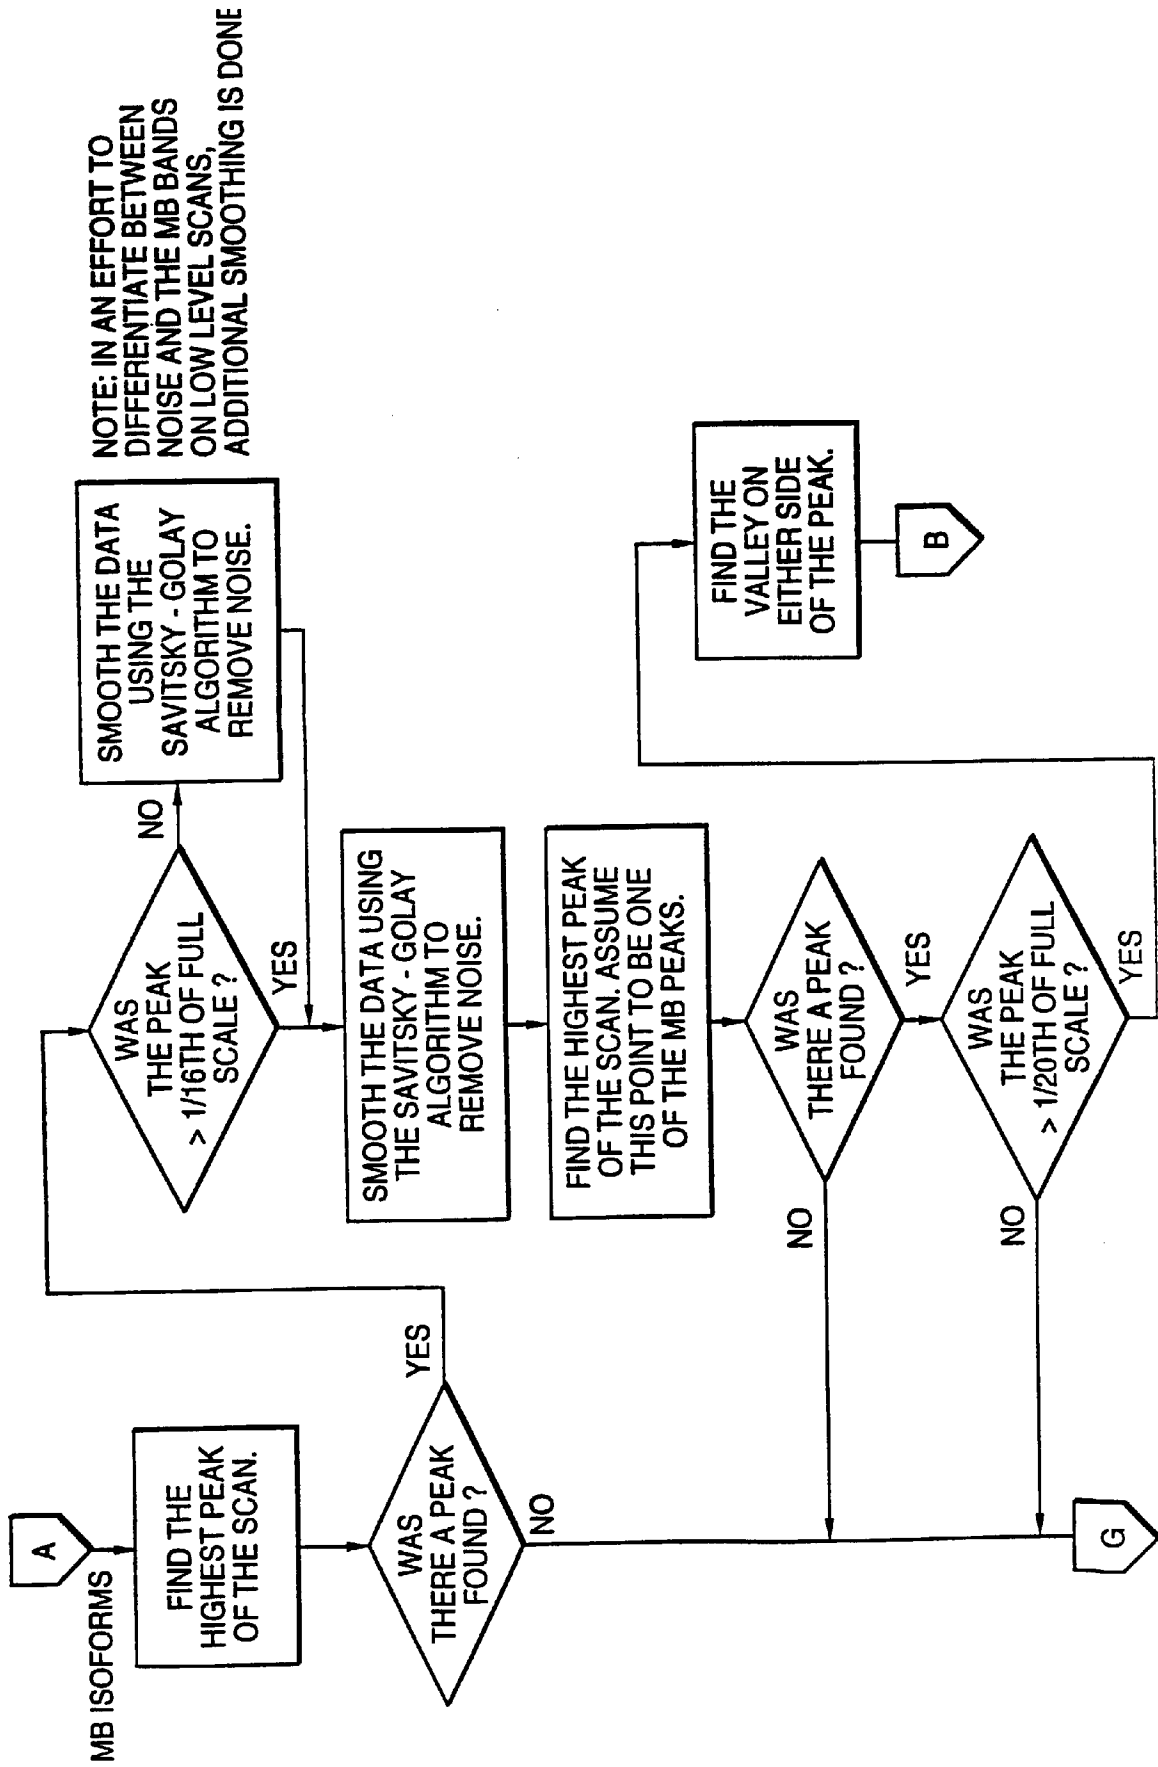 A
MB ISOFORMS
FIND THE
HIGHEST PEAK
OF THE SCAN.
WAS
THERE A PEAK
FOUND ?
YES
NO
G
WAS
THE PEAK
> 1/16TH OF FULL
SCALE ?
NO
YES
SMOOTH THE DATA
USING THE
SAVITSKY - GOLAY
ALGORITHM TO
REMOVE NOISE.
NOTE: IN AN EFFORT TO
DIFFERENTIATE BETWEEN
NOISE AND THE MB BANDS
ON LOW LEVEL SCANS,
ADDITIONAL SMOOTHING IS DONE
SMOOTH THE DATA USING
THE SAVITSKY - GOLAY
ALGORITHM TO
REMOVE NOISE.
FIND THE HIGHEST PEAK
OF THE SCAN. ASSUME
THIS POINT TO BE ONE
OF THE MB PEAKS.
WAS
THERE A PEAK
FOUND ?
NO
YES
WAS
THE PEAK
> 1/20TH OF FULL
SCALE ?
NO
YES
FIND THE
VALLEY ON
EITHER SIDE
OF THE PEAK.
B